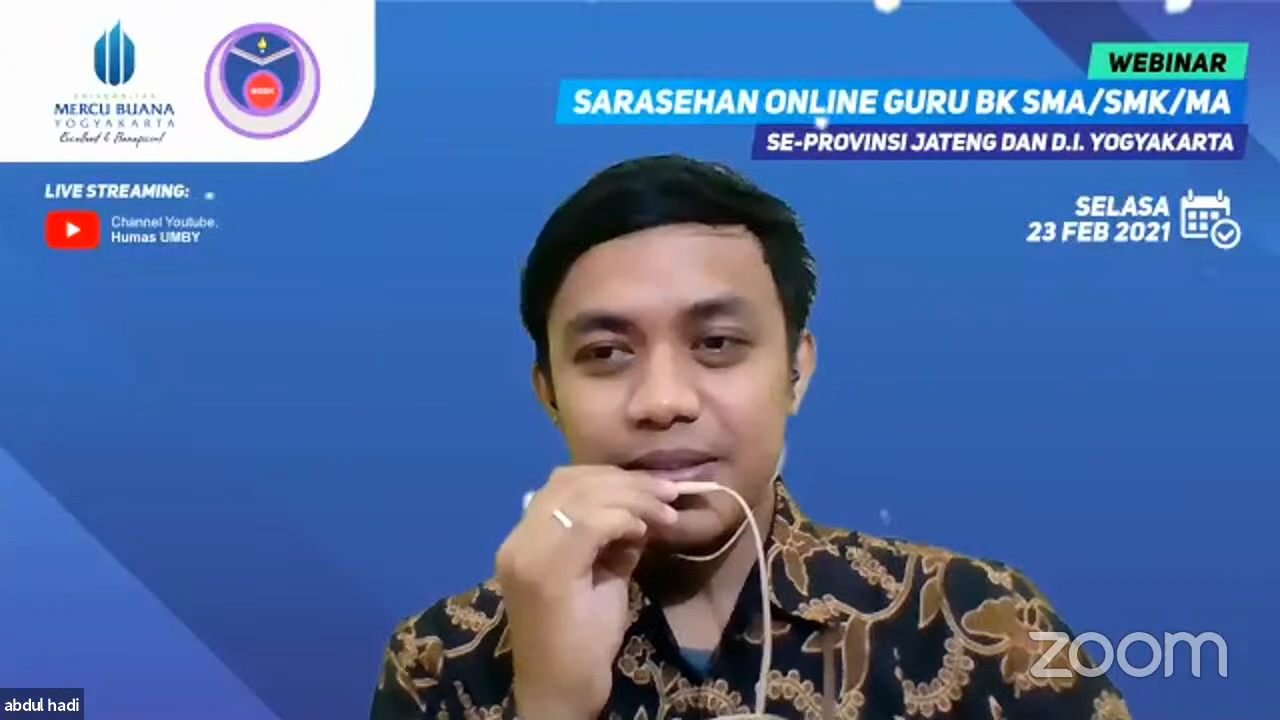 UNIVERSITAS
MERCU BUANA
YOGYAKARTA
Excellent & Bumigenous!
WEBINAR
SARASEHAN ONLINE GURU BK SMA/SMK/MA
SE-PROVINSI JATENG DAN D.I. YOGYAKARTA
LIVE STREAMING:
Channel Youtube.
Humas UMBY
SELASA
23 FEB 2021
zoom
abdul hadi